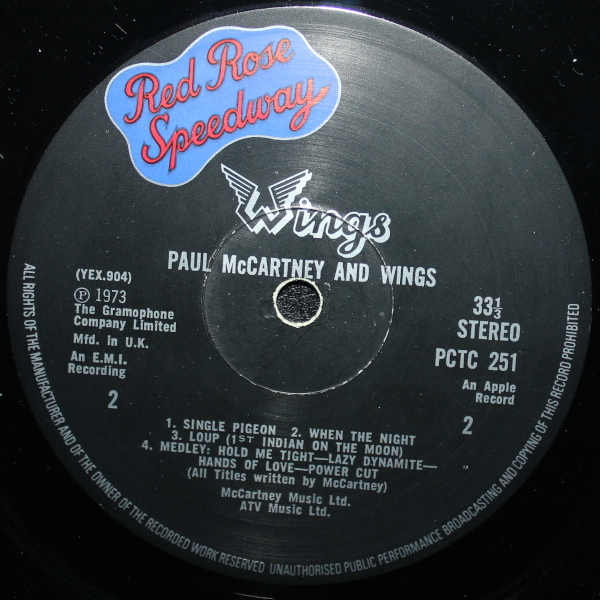 Red Rose
Speedway
Wings
PAUL McCARTNEY AND WINGS
(YEX.904)
℗ 1973
The Gramophone
Company Limited
Mfd. in U.K.
An E.M.I.
Recording
2
33⅓
STEREO
PCTC 251
An Apple
Record
2
1. SINGLE PIGEON 2. WHEN THE NIGHT
3. LOUP (1ST INDIAN ON THE MOON)
4. MEDLEY: HOLD ME TIGHT—LAZY DYNAMITE—
HANDS OF LOVE—POWER CUT
(All Titles written by McCartney)
McCartney Music Ltd.
ATV Music Ltd.
ALL RIGHTS OF THE MANUFACTURER AND OF THE OWNER OF THE RECORDED WORK RESERVED UNAUTHORISED PUBLIC PERFORMANCE BROADCASTING AND COPYING OF THIS RECORD PROHIBITED